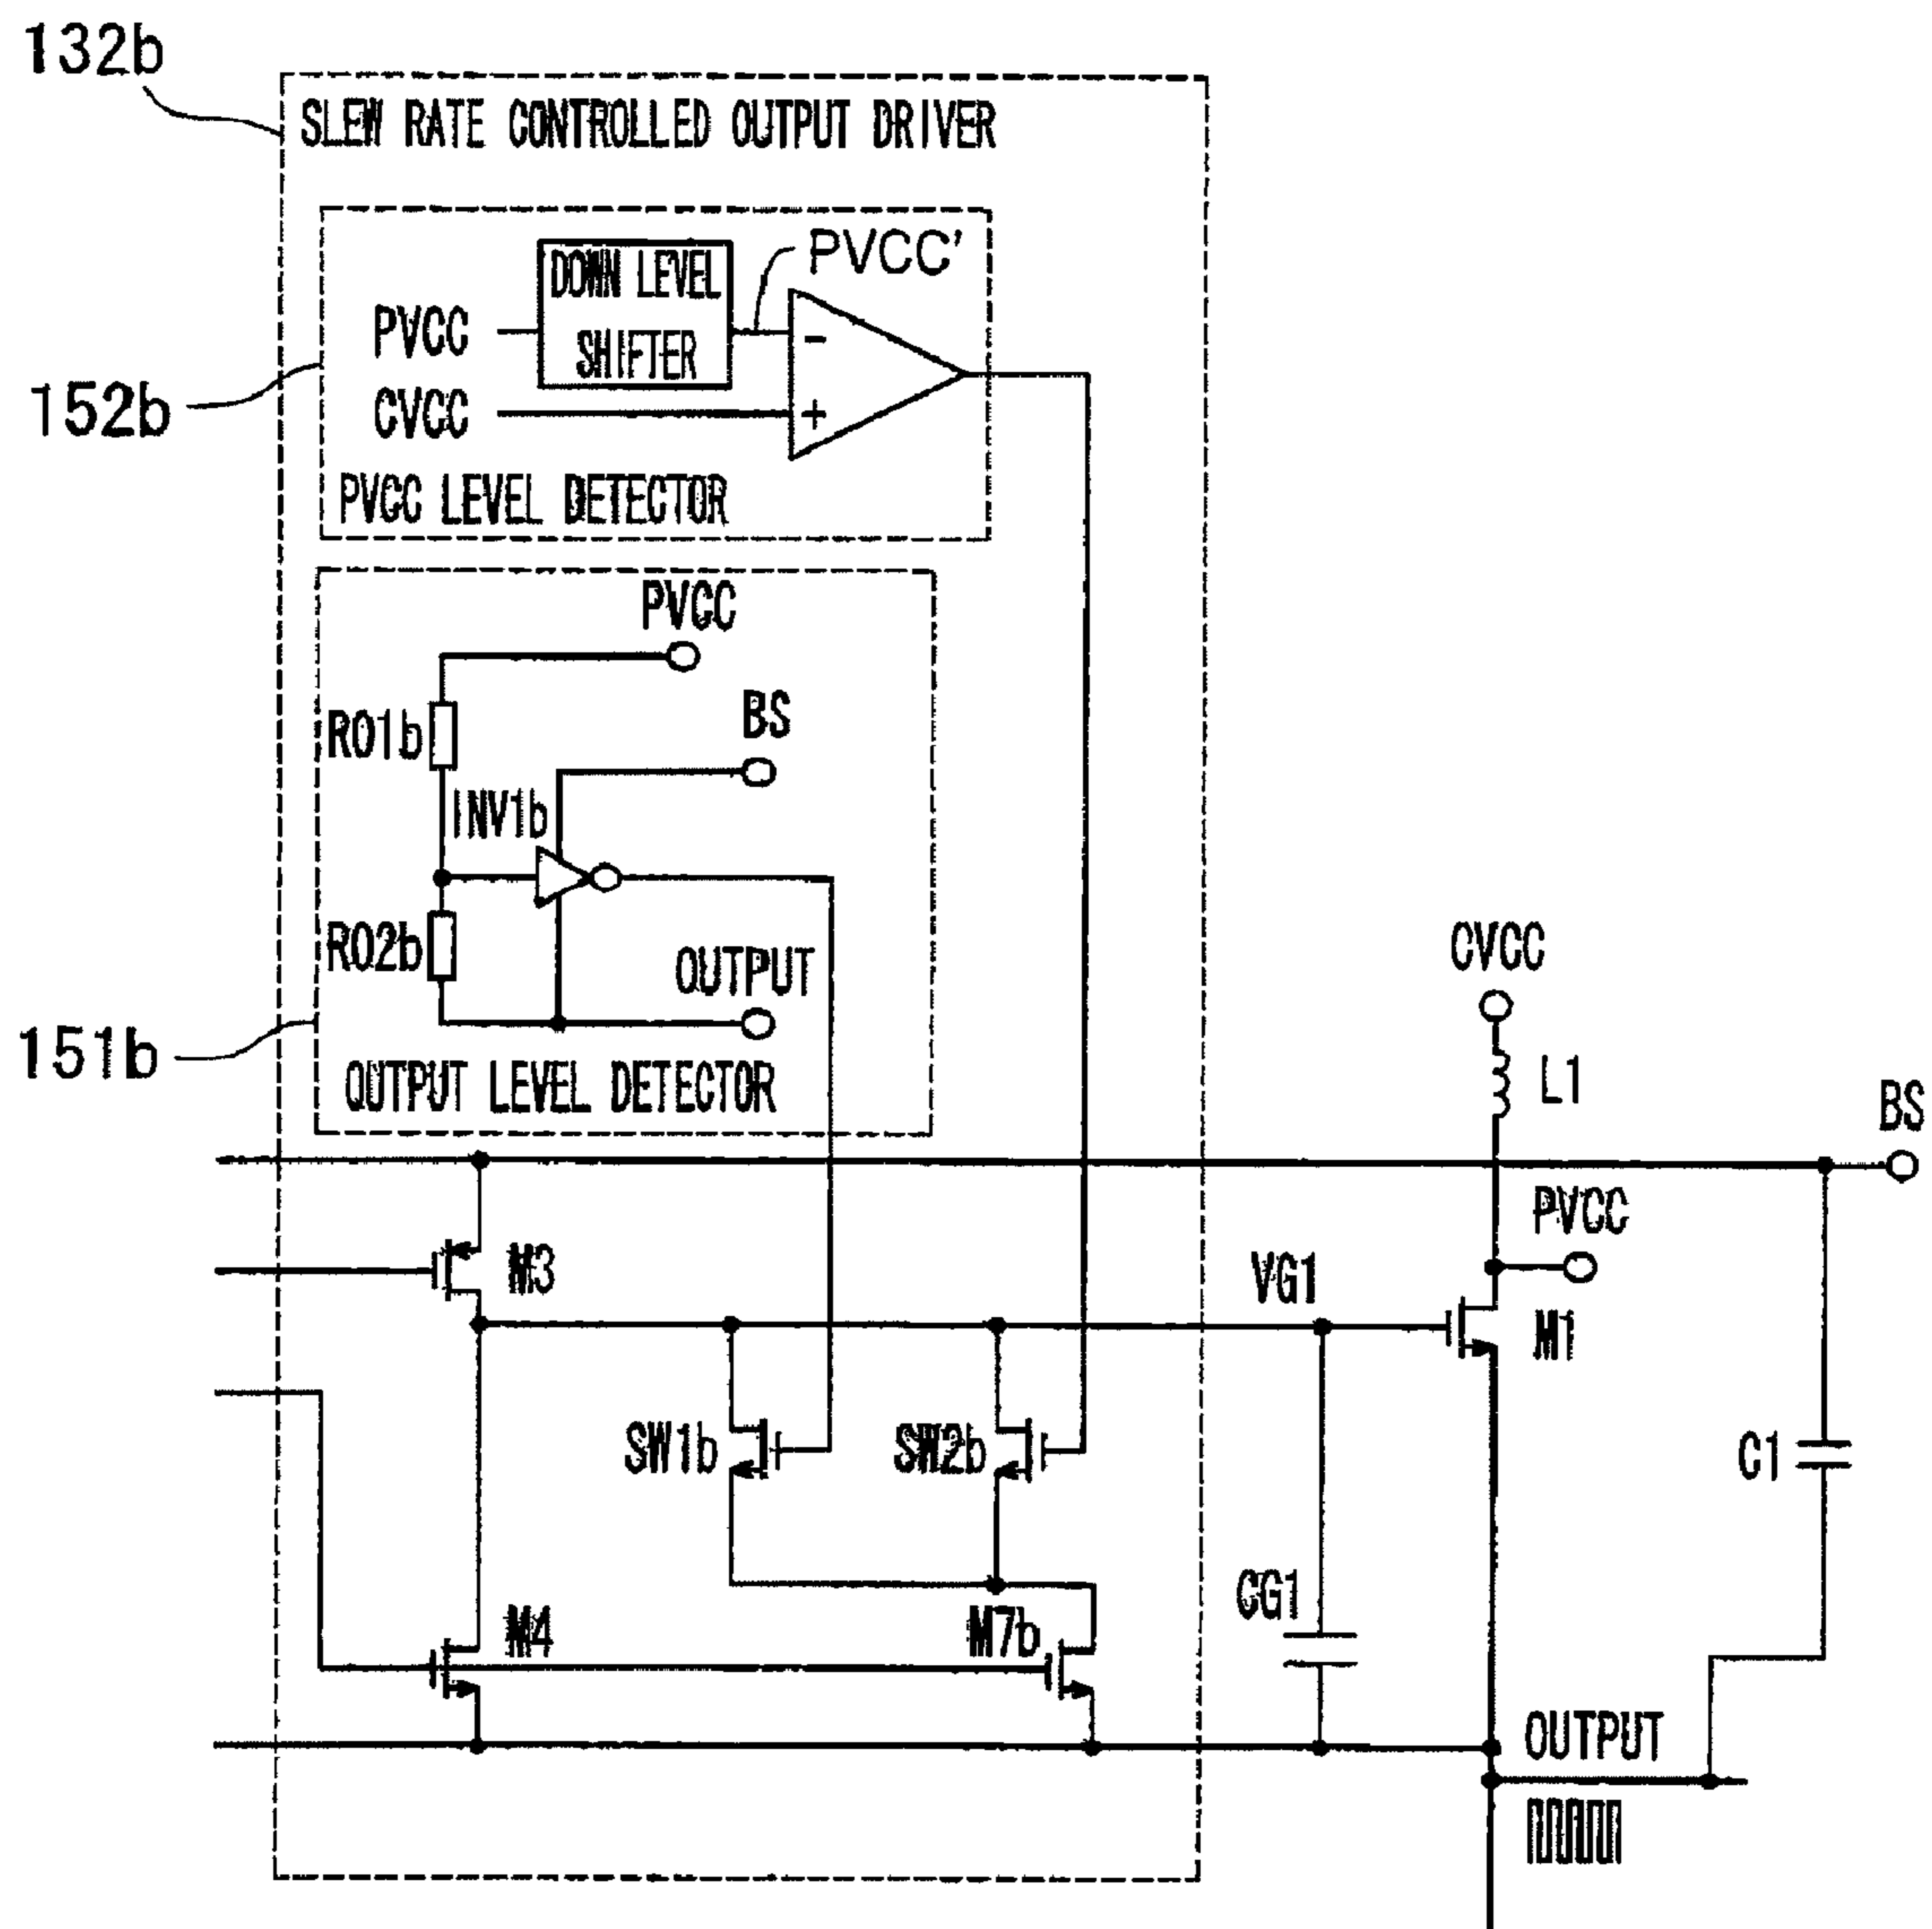 132b
SLEW RATE CONTROLLED OUTPUT DRIVER
DOWN LEVEL
SHIFTER
PVCC'
PVCC
-
152b
CVCC
+
PVCC LEVEL DETECTOR
PVCC
BS
R01b
INV1b
R02b
OUTPUT
CVCC
151b
OUTPUT LEVEL DETECTOR
L1
BS
PVCC
M3
VG1
M1
SW1b
SW2b
C1
CG1
M4
M7b
OUTPUT